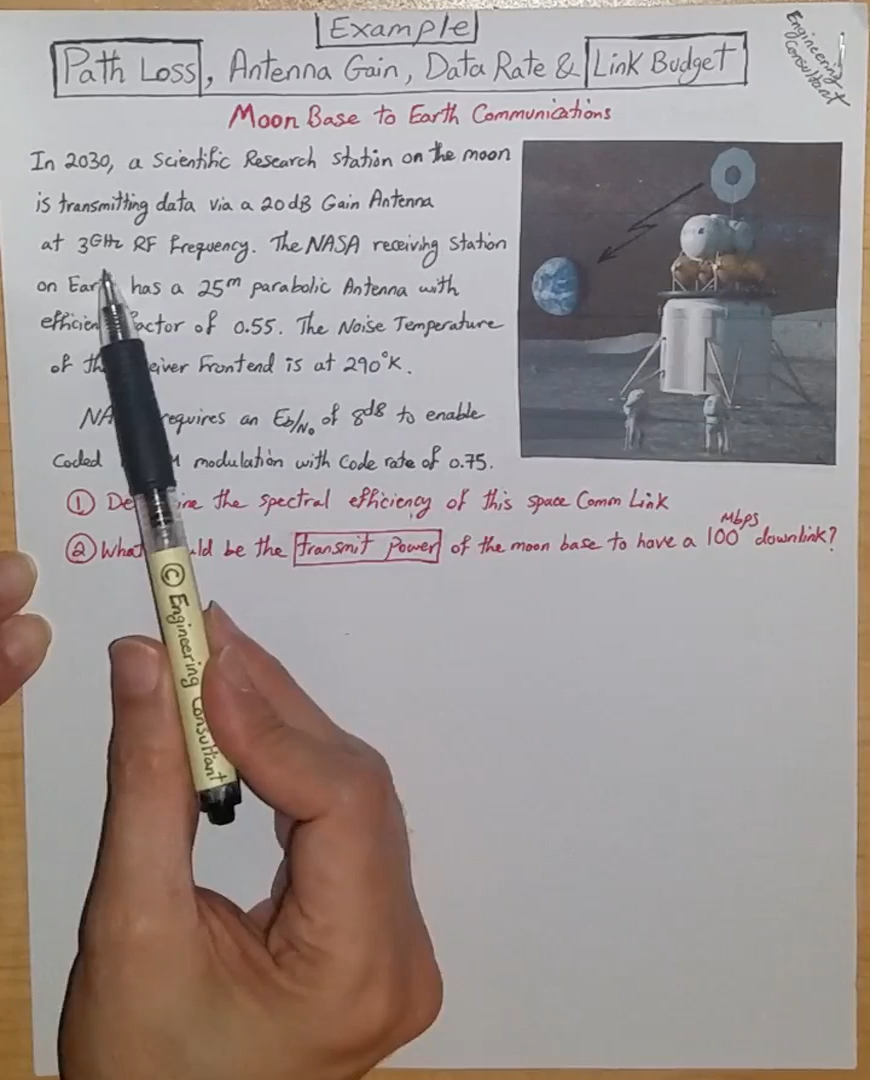 Example
Path Loss, Antenna Gain, Data Rate & Link Budget
Engineering Consultant
Moon Base to Earth Communications
In 2030, a Scientific Research Station on the moon
is transmitting data via a 20dB Gain Antenna
at 3GHz RF frequency. The NASA receiving station
on Ear has a 25m parabolic Antenna with
efficien factor of 0.55. The Noise Temperature
of th eiver Frontend is at 290°K.
NA equires an Eb/No of 8dB to enable
Coded modulation with Code rate of 0.75.
① De ine the spectral efficiency of this space Comm Link
② What ld be the transmit power of the moon base to have a 100 Mbps downlink?
© Engineering Consultant